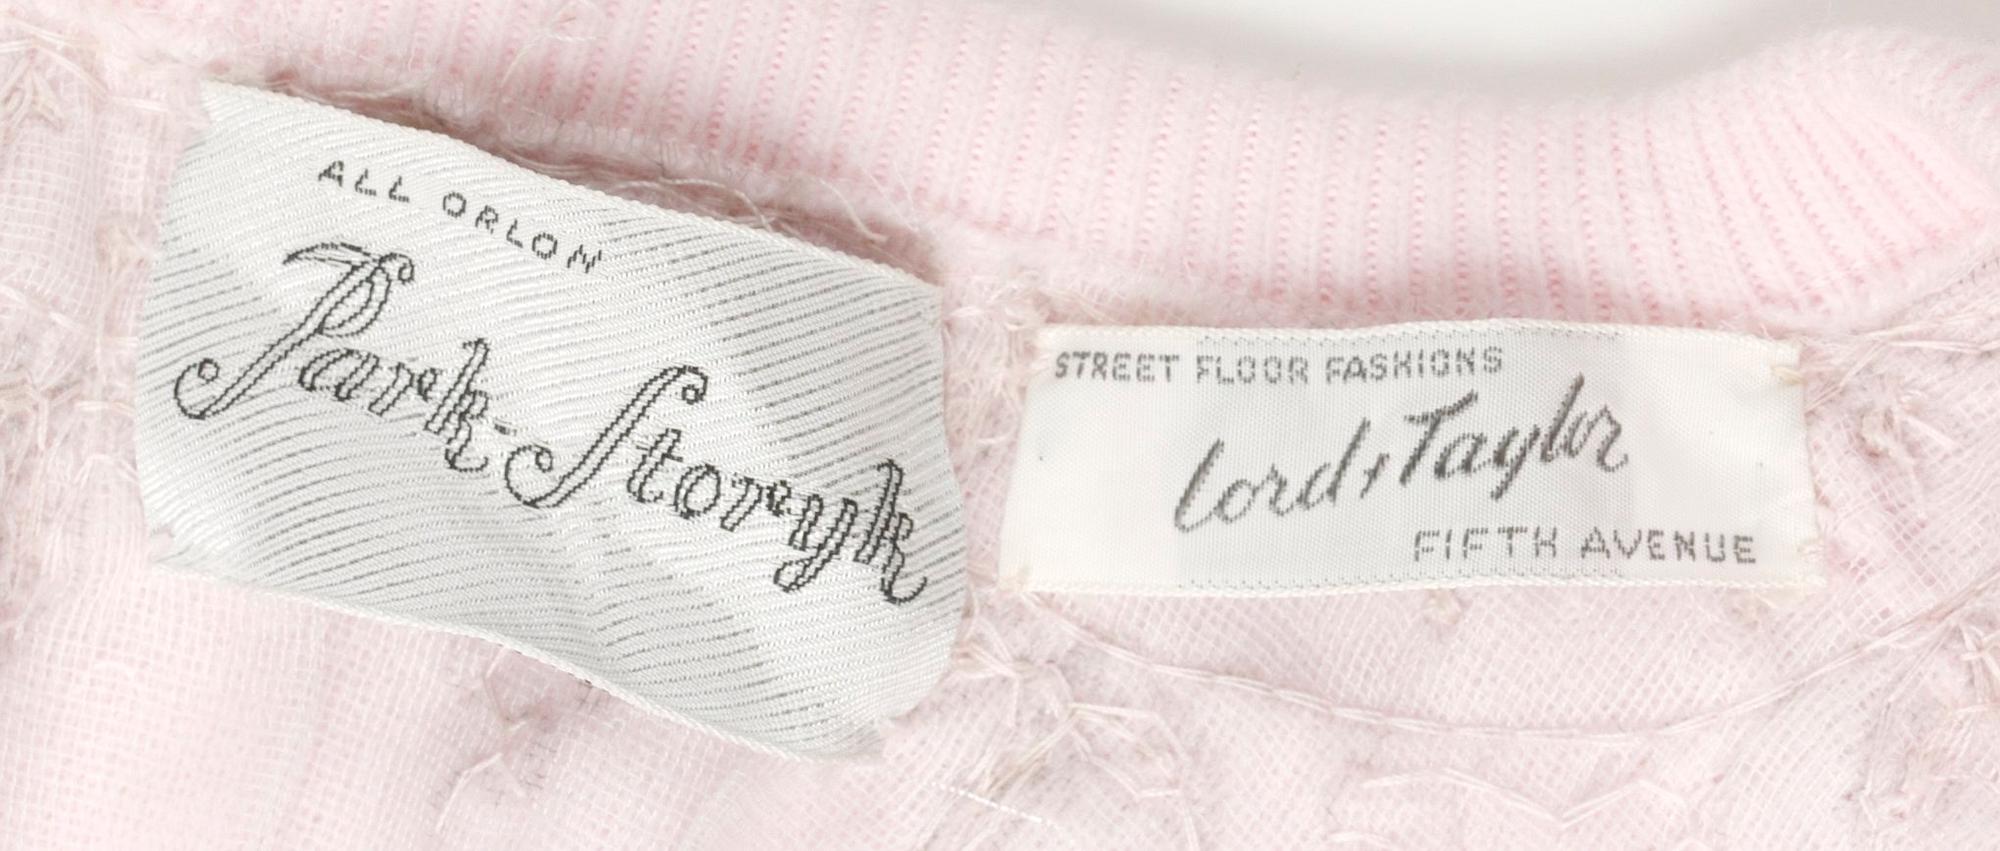 ALL ORLON
Park-Storyk
STREET FLOOR FASHIONS
Lord & Taylor
FIFTH AVENUE